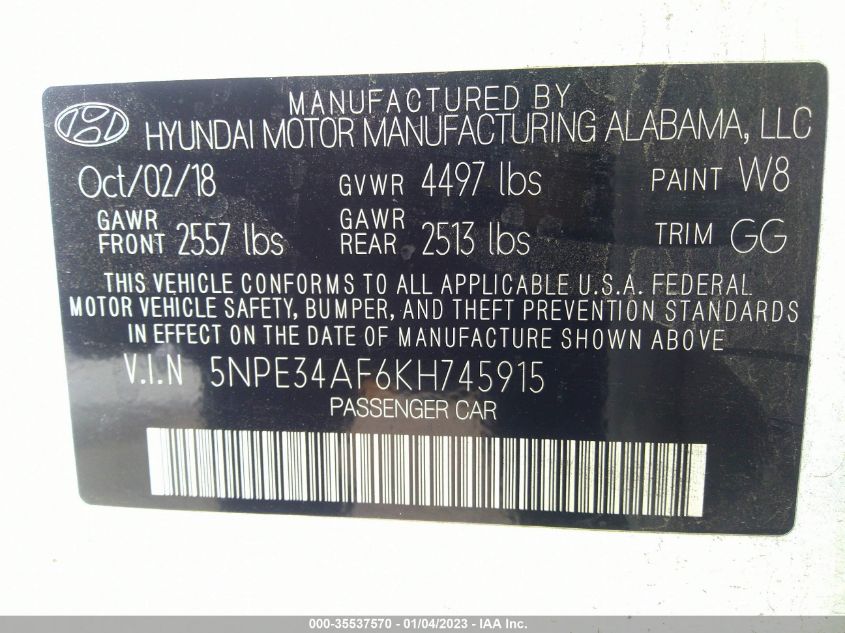 MANUFACTURED BY
HYUNDAI MOTOR MANUFACTURING ALABAMA, LLC
Oct/02/18 GVWR 4497 lbs PAINT W8
GAWR FRONT 2557 lbs GAWR REAR 2513 lbs TRIM GG
THIS VEHICLE CONFORMS TO ALL APPLICABLE U.S.A. FEDERAL
MOTOR VEHICLE SAFETY, BUMPER, AND THEFT PREVENTION STANDARDS
IN EFFECT ON THE DATE OF MANUFACTURE SHOWN ABOVE
V.I.N 5NPE34AF6KH745915
PASSENGER CAR
000-35537570 - 01/04/2023 - IAA Inc.